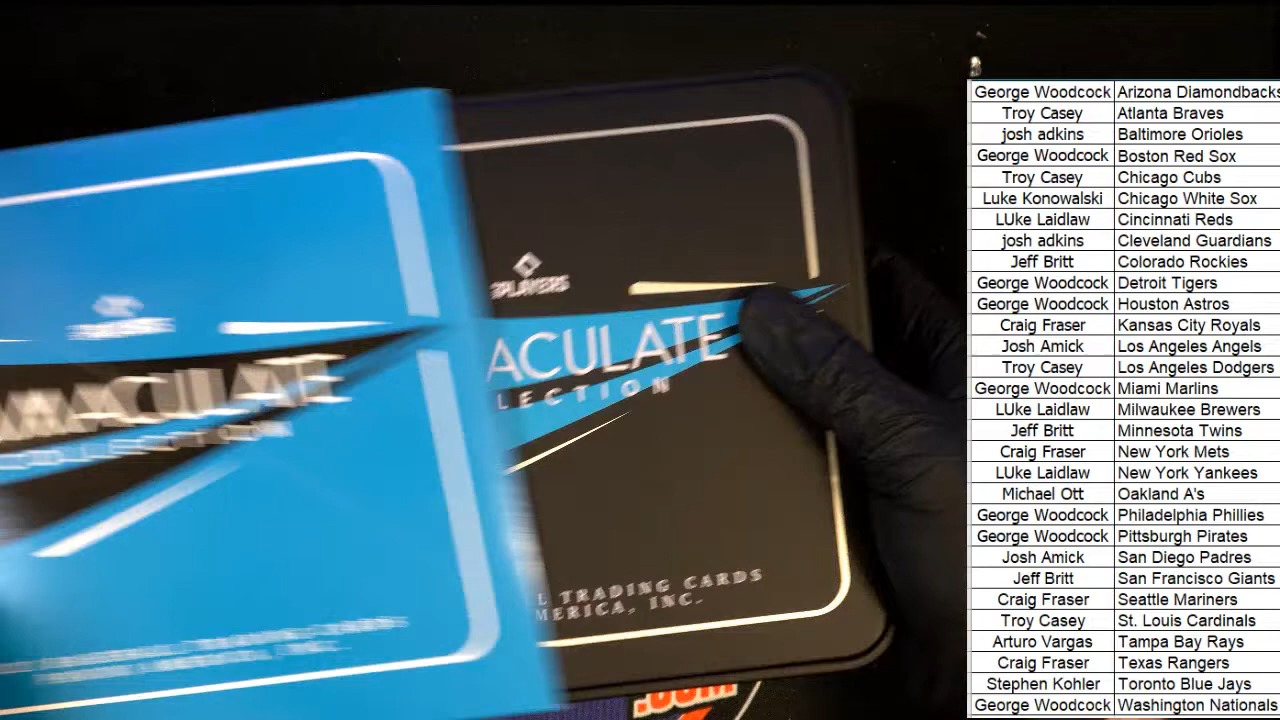 PLAYERS
ACULATE
LECTION
L TRADING CARDS
MERICA, INC.
MMACULATE
COLLECTION
.com
George Woodcock Arizona Diamondbacks
Troy Casey Atlanta Braves
josh adkins Baltimore Orioles
George Woodcock Boston Red Sox
Troy Casey Chicago Cubs
Luke Konowalski Chicago White Sox
LUke Laidlaw Cincinnati Reds
josh adkins Cleveland Guardians
Jeff Britt Colorado Rockies
George Woodcock Detroit Tigers
George Woodcock Houston Astros
Craig Fraser Kansas City Royals
Josh Amick Los Angeles Angels
Troy Casey Los Angeles Dodgers
George Woodcock Miami Marlins
LUke Laidlaw Milwaukee Brewers
Jeff Britt Minnesota Twins
Craig Fraser New York Mets
LUke Laidlaw New York Yankees
Michael Ott Oakland A's
George Woodcock Philadelphia Phillies
George Woodcock Pittsburgh Pirates
Josh Amick San Diego Padres
Jeff Britt San Francisco Giants
Craig Fraser Seattle Mariners
Troy Casey St. Louis Cardinals
Arturo Vargas Tampa Bay Rays
Craig Fraser Texas Rangers
Stephen Kohler Toronto Blue Jays
George Woodcock Washington Nationals